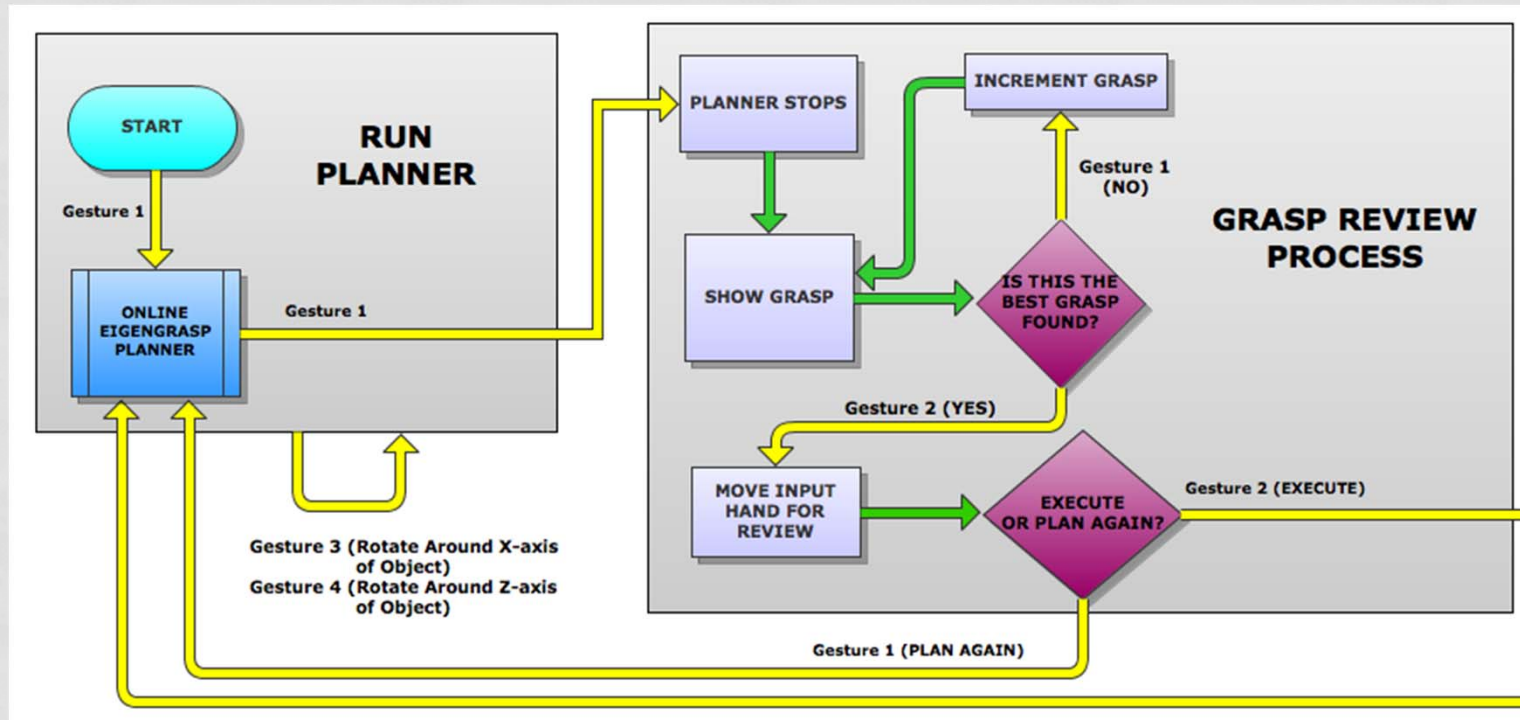 START
RUN
PLANNER
Gesture 1
ONLINE
EIGENGRASP
PLANNER
Gesture 1
Gesture 3 (Rotate Around X-axis
of Object)
Gesture 4 (Rotate Around Z-axis
of Object)
PLANNER STOPS
INCREMENT GRASP
Gesture 1
(NO)
GRASP REVIEW
PROCESS
SHOW GRASP
IS THIS THE
BEST GRASP
FOUND?
Gesture 2 (YES)
MOVE INPUT
HAND FOR
REVIEW
EXECUTE
OR PLAN AGAIN?
Gesture 2 (EXECUTE)
Gesture 1 (PLAN AGAIN)